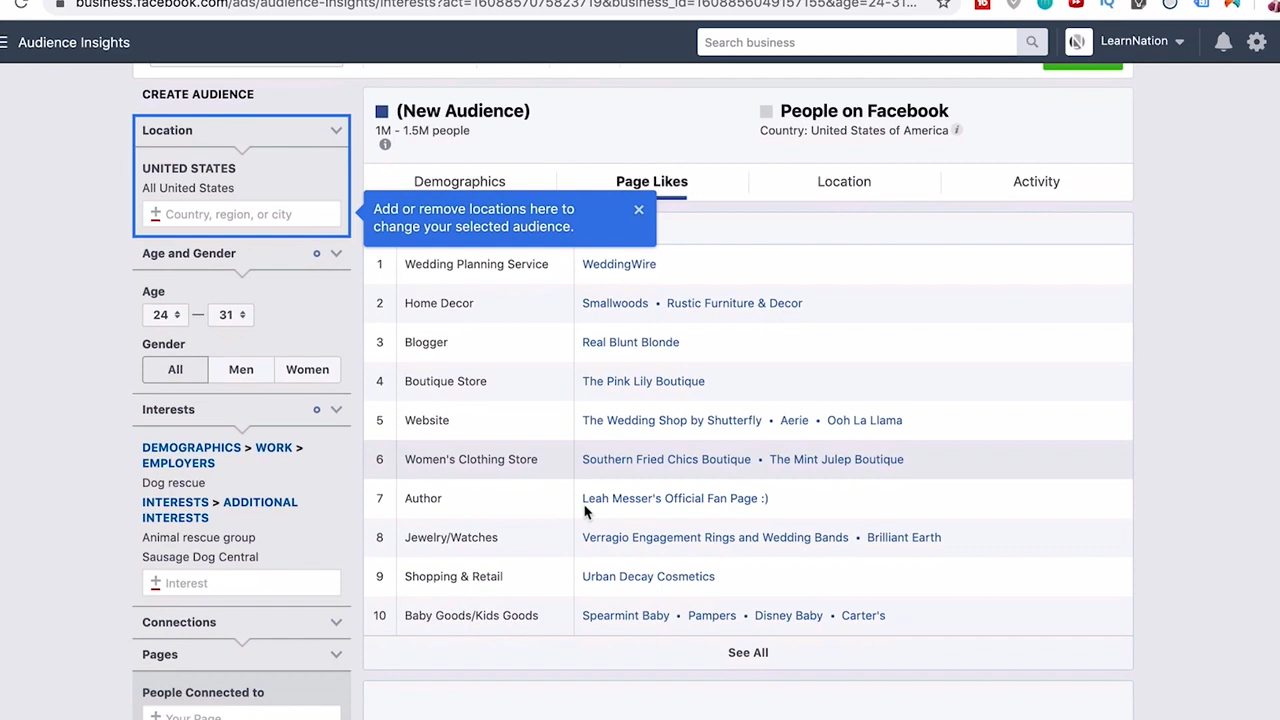 business.facebook.com/ads/audience-insights/interests?act=1608857075823719&business_id=1608856049157155&age=24-31...
Audience Insights
Search business
LearnNation
CREATE AUDIENCE
Location
UNITED STATES
All United States
Country, region, or city
Age and Gender
Age
24 — 31
Gender
All Men Women
Interests
DEMOGRAPHICS > WORK >
EMPLOYERS
Dog rescue
INTERESTS > ADDITIONAL
INTERESTS
Animal rescue group
Sausage Dog Central
Interest
Connections
Pages
People Connected to
Your Page
(New Audience)
1M - 1.5M people
People on Facebook
Country: United States of America
Demographics Page Likes Location Activity
Add or remove locations here to
change your selected audience.
1 Wedding Planning Service WeddingWire
2 Home Decor Smallwoods • Rustic Furniture & Decor
3 Blogger Real Blunt Blonde
4 Boutique Store The Pink Lily Boutique
5 Website The Wedding Shop by Shutterfly • Aerie • Ooh La Llama
6 Women's Clothing Store Southern Fried Chics Boutique • The Mint Julep Boutique
7 Author Leah Messer's Official Fan Page :)
8 Jewelry/Watches Verragio Engagement Rings and Wedding Bands • Brilliant Earth
9 Shopping & Retail Urban Decay Cosmetics
10 Baby Goods/Kids Goods Spearmint Baby • Pampers • Disney Baby • Carter's
See All